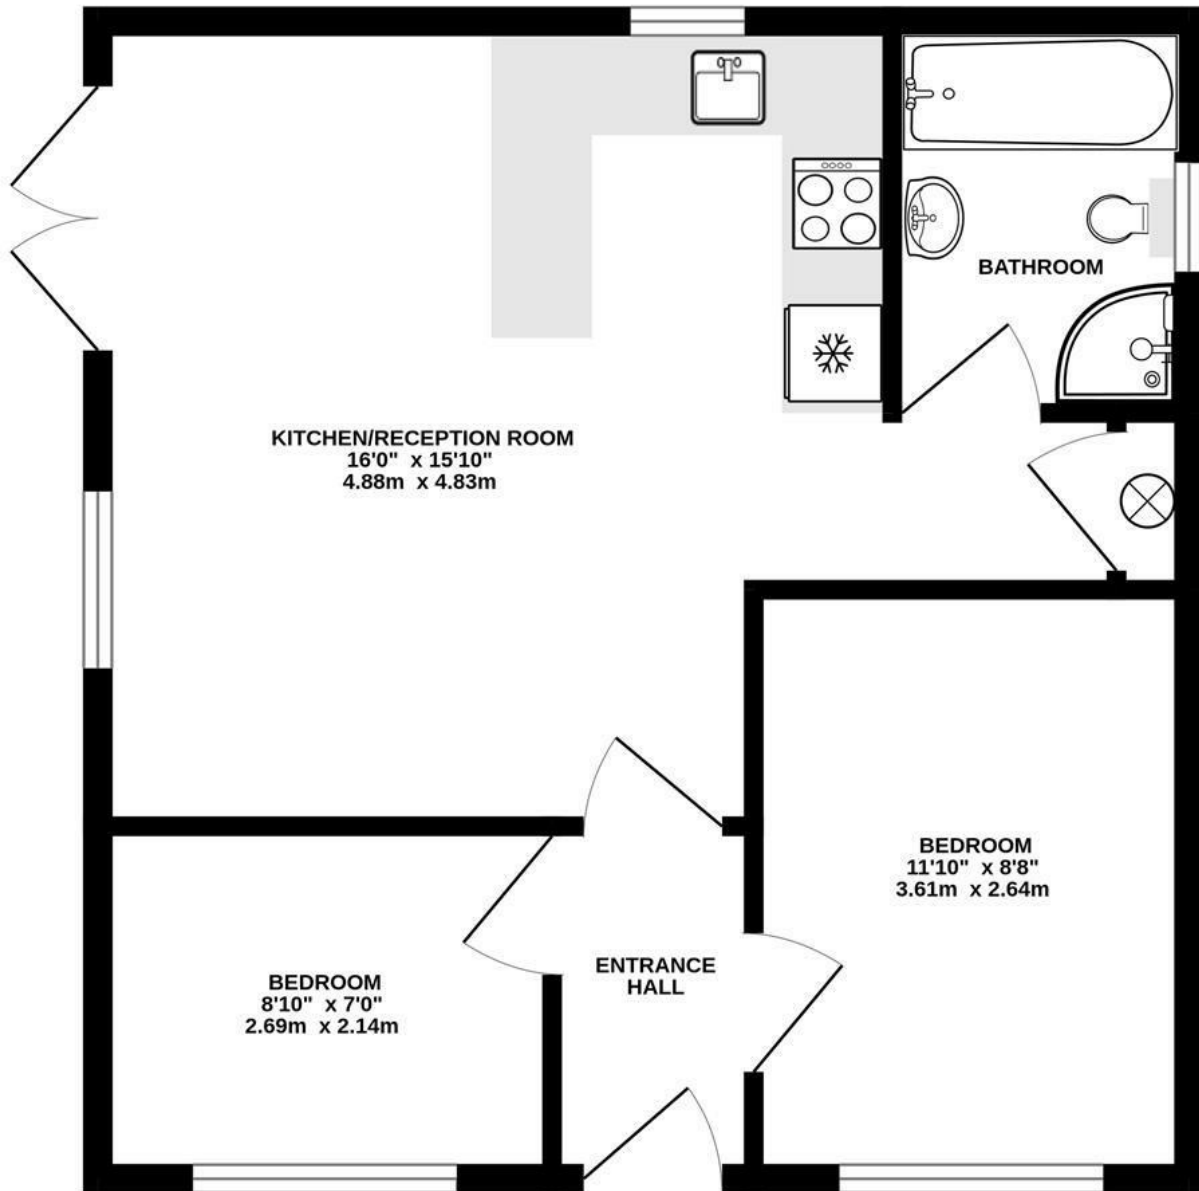 BATHROOM
KITCHEN/RECEPTION ROOM
16'0" x 15'10"
4.88m x 4.83m
BEDROOM
11'10" x 8'8"
3.61m x 2.64m
ENTRANCE
HALL
BEDROOM
8'10" x 7'0"
2.69m x 2.14m